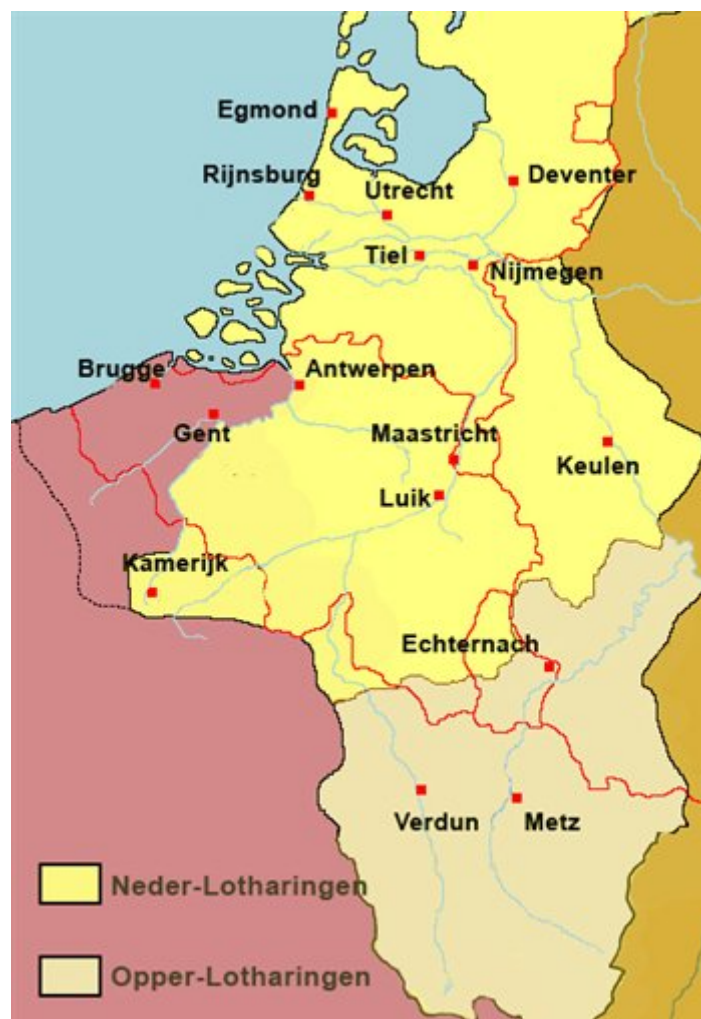 Egmond
Rijnsburg
Utrecht
Deventer
Tiel
Nijmegen
Brugge
Antwerpen
Gent
Maastricht
Keulen
Luik
Kamerijk
Echternach
Verdun
Metz
Neder-Lotharingen
Opper-Lotharingen